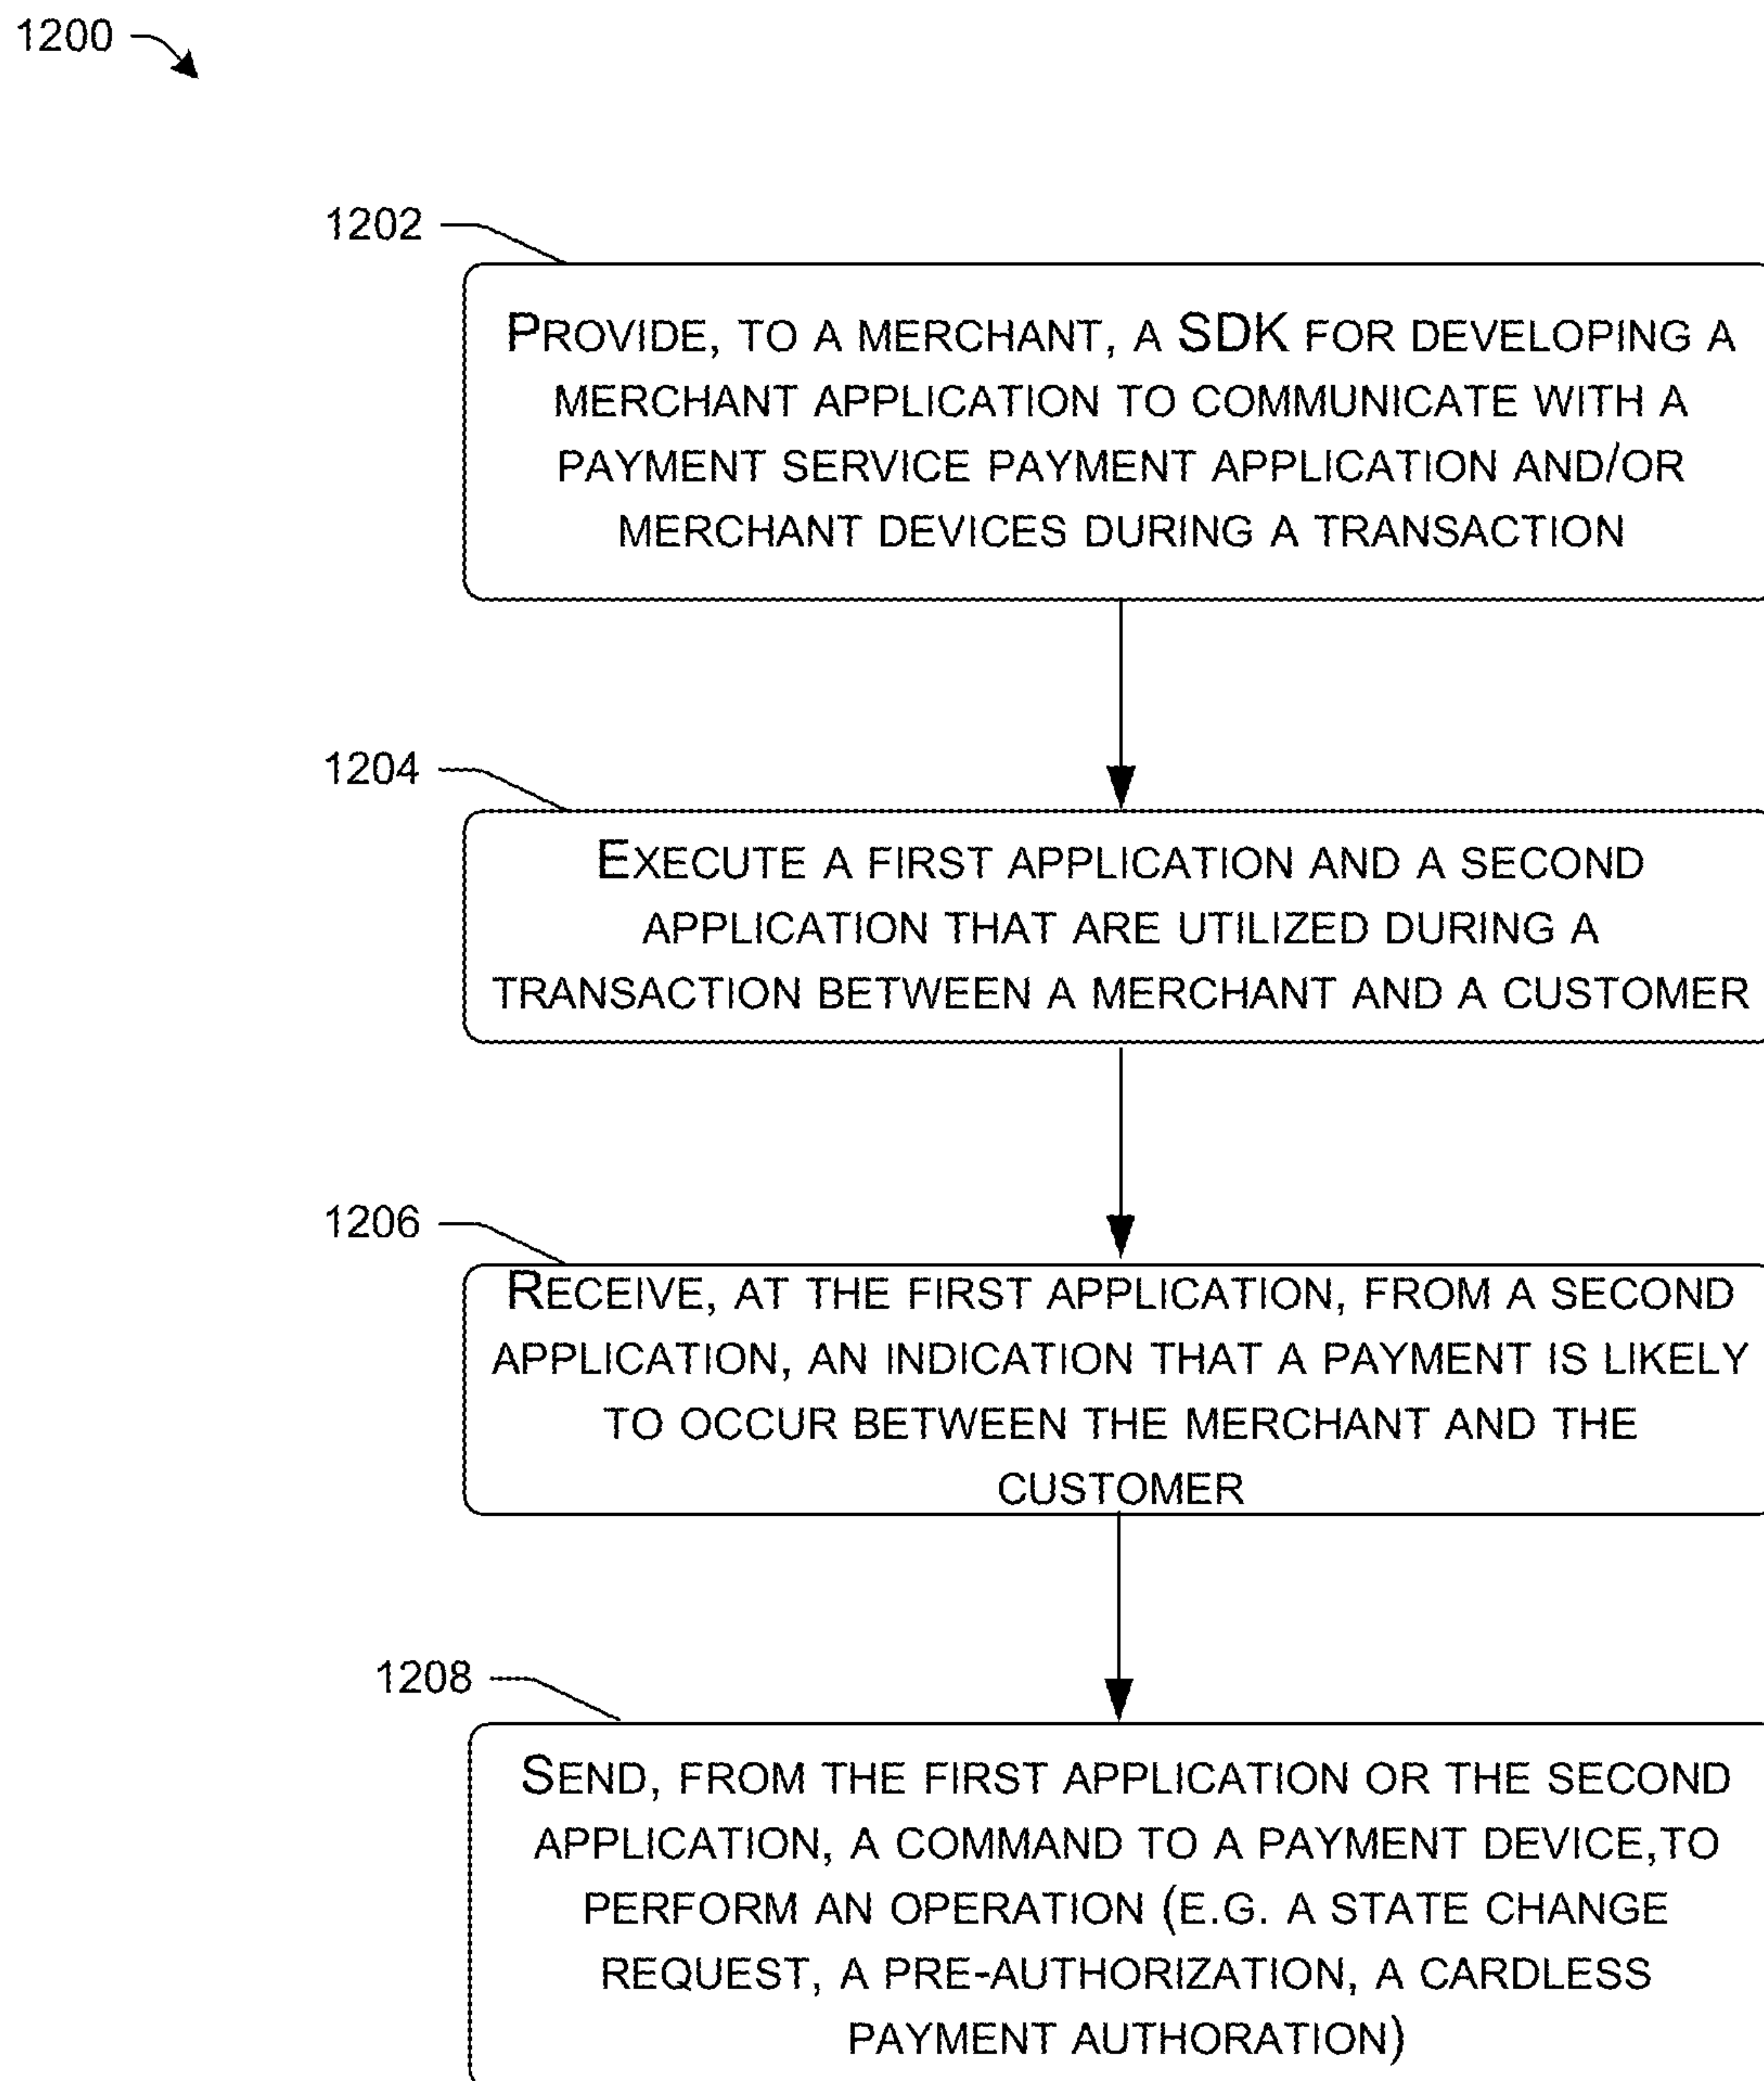 1200
1202
PROVIDE, TO A MERCHANT, A SDK FOR DEVELOPING A
MERCHANT APPLICATION TO COMMUNICATE WITH A
PAYMENT SERVICE PAYMENT APPLICATION AND/OR
MERCHANT DEVICES DURING A TRANSACTION
1204
EXECUTE A FIRST APPLICATION AND A SECOND
APPLICATION THAT ARE UTILIZED DURING A
TRANSACTION BETWEEN A MERCHANT AND A CUSTOMER
1206
RECEIVE, AT THE FIRST APPLICATION, FROM A SECOND
APPLICATION, AN INDICATION THAT A PAYMENT IS LIKELY
TO OCCUR BETWEEN THE MERCHANT AND THE
CUSTOMER
1208
SEND, FROM THE FIRST APPLICATION OR THE SECOND
APPLICATION, A COMMAND TO A PAYMENT DEVICE,TO
PERFORM AN OPERATION (E.G. A STATE CHANGE
REQUEST, A PRE-AUTHORIZATION, A CARDLESS
PAYMENT AUTHORATION)